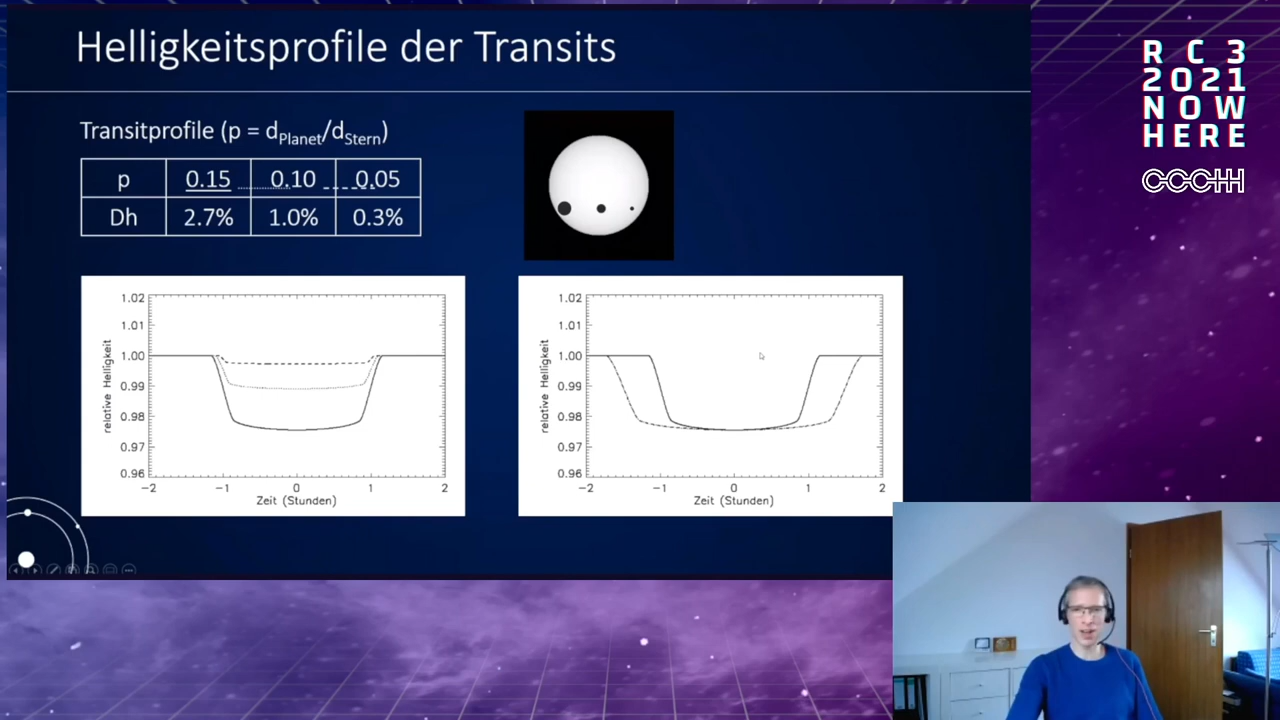 Helligkeitsprofile der Transits
R C 3
2021
NOW
HERE
Transitprofile (p = dPlanet/dStern)
p 0.15 0.10 0.05
Dh 2.7% 1.0% 0.3%
1.02
1.01
1.00
0.99
0.98
0.97
0.96
relative Helligkeit
-2 -1 0 1 2
Zeit (Stunden)
1.02
1.01
1.00
0.99
0.98
0.97
0.96
relative Helligkeit
-2 -1 0 1 2
Zeit (Stunden)